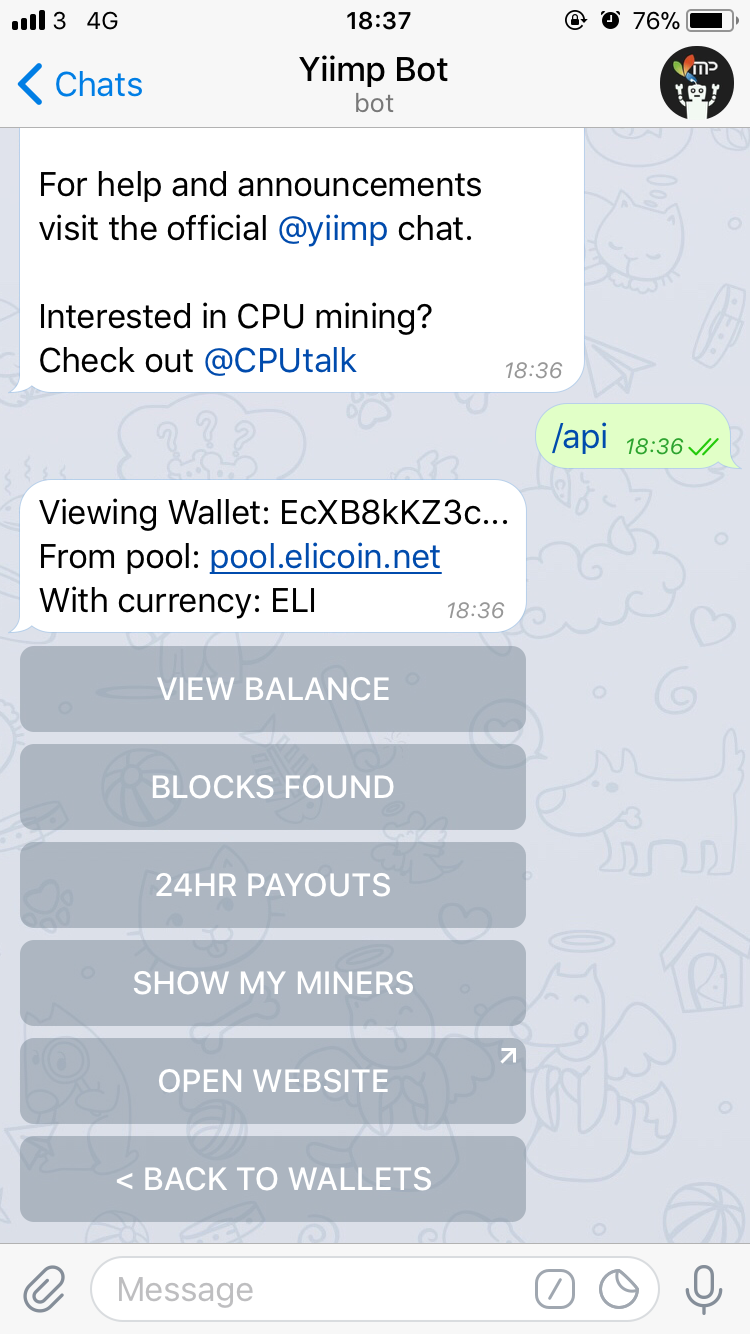 3 4G 18:37 76%
Chats
Yiimp Bot
bot
MP
For help and announcements
visit the official @yiimp chat.
Interested in CPU mining?
Check out @CPUtalk
18:36
/api 18:36
Viewing Wallet: EcXB8kKZ3c...
From pool: pool.elicoin.net
With currency: ELI
18:36
VIEW BALANCE
BLOCKS FOUND
24HR PAYOUTS
SHOW MY MINERS
OPEN WEBSITE
< BACK TO WALLETS
Message